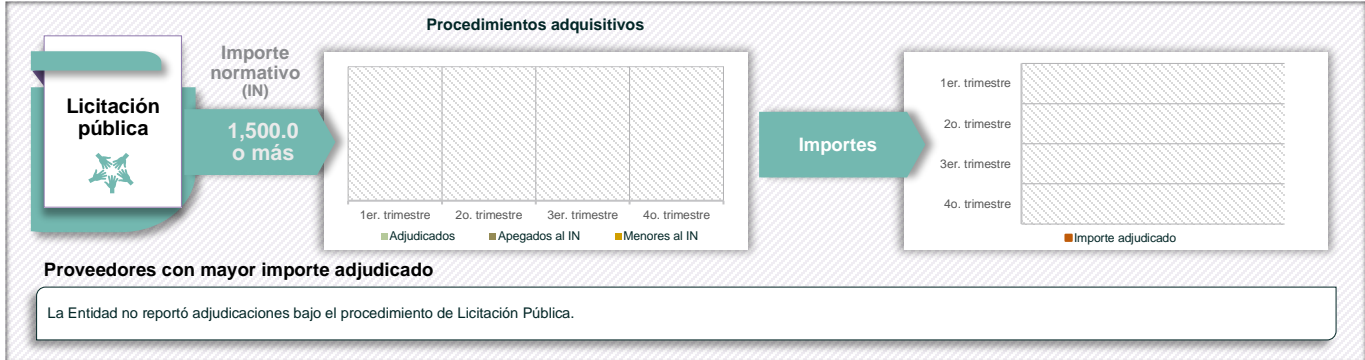 Procedimientos adquisitivos
Licitación
pública
Importe
normativo
(IN)
1,500.0
o más
1er. trimestre 2o. trimestre 3er. trimestre 4o. trimestre
Adjudicados Apegados al IN Menores al IN
Importes
1er. trimestre
2o. trimestre
3er. trimestre
4o. trimestre
Importe adjudicado
Proveedores con mayor importe adjudicado
La Entidad no reportó adjudicaciones bajo el procedimiento de Licitación Pública.